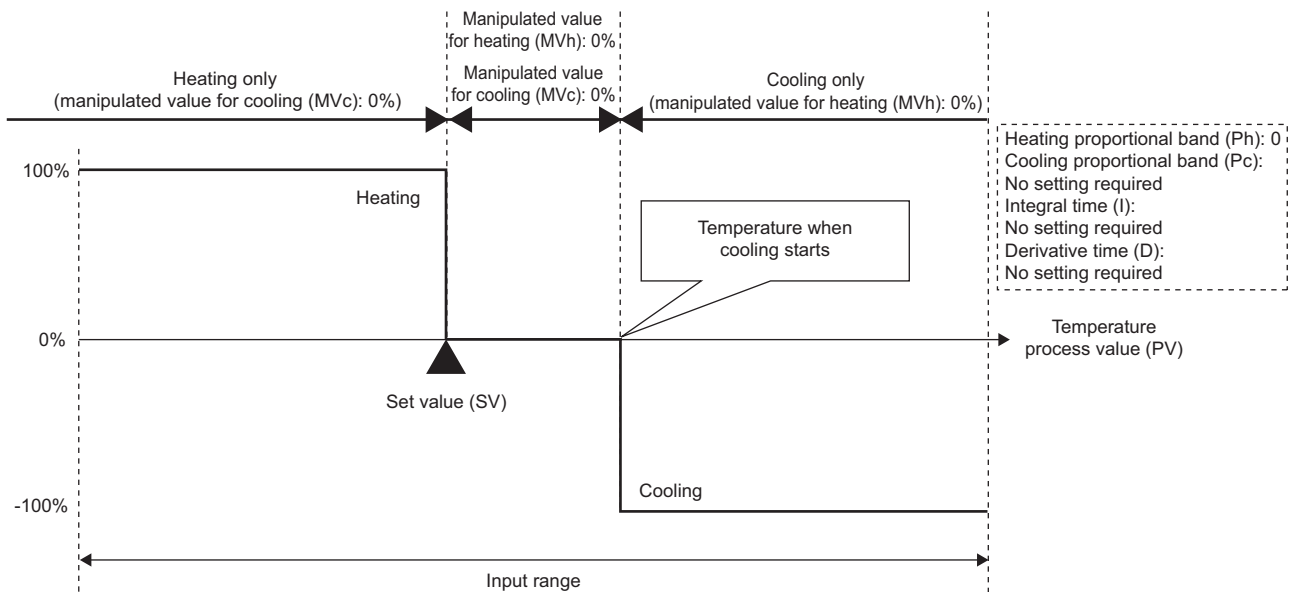 Manipulated value
for heating (MVh): 0%
Heating only
(manipulated value for cooling (MVc): 0%)
Manipulated value
for cooling (MVc): 0%
Cooling only
(manipulated value for heating (MVh): 0%)
Heating proportional band (Ph): 0
Cooling proportional band (Pc):
No setting required
Integral time (I):
No setting required
Derivative time (D):
No setting required
100%
Heating
Temperature when
cooling starts
0%
Temperature
process value (PV)
Set value (SV)
-100%
Cooling
Input range